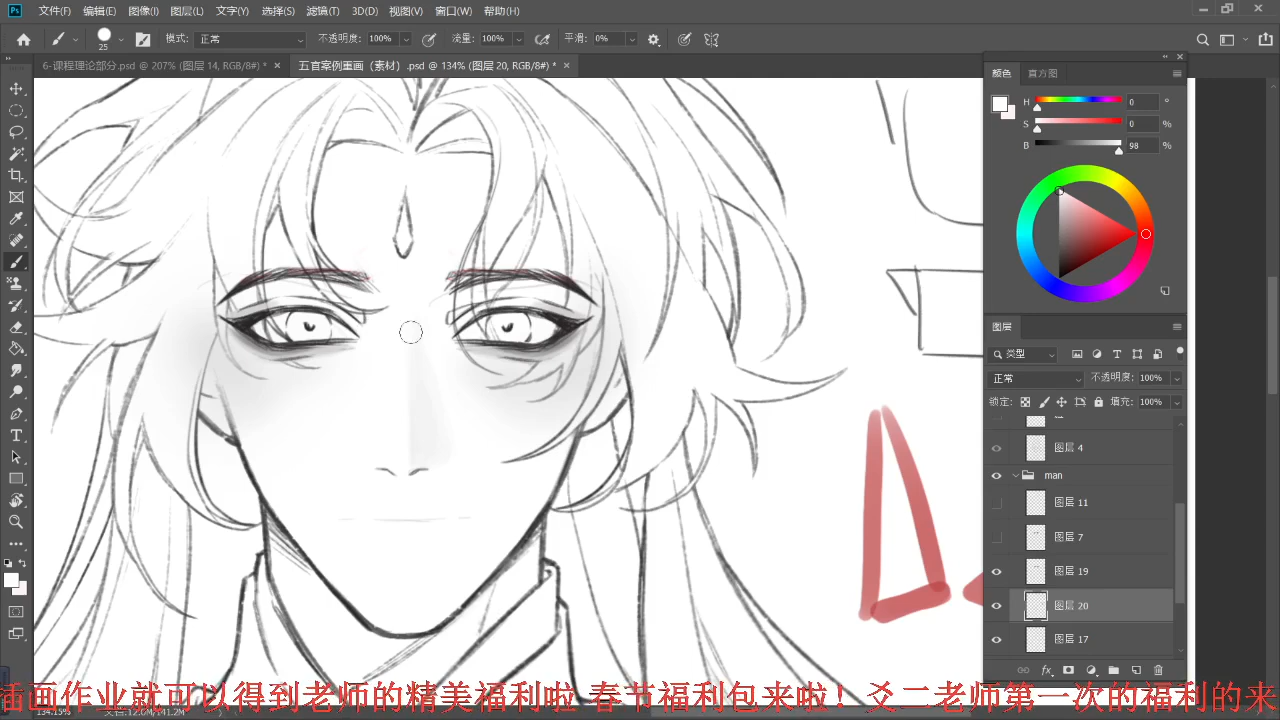 Ps 文件(F) 编辑(E) 图像(I) 图层(L) 文字(Y) 选择(S) 滤镜(T) 3D(D) 视图(V) 窗口(W) 帮助(H)
25 模式: 正常 不透明度: 100% 流量: 100% 平滑: 0%
6-课程理论部分.psd @ 207% (图层 14, RGB/8#) * × 五官案例重画（素材）.psd @ 134% (图层 20, RGB/8#) * ×
颜色 直方图
H 0 °
S 0 %
B 98 %
图层
类型
正常 不透明度: 100%
锁定: 填充: 100%
图层 4
man
图层 11
图层 7
图层 19
图层 20
图层 17
插画作业就可以得到老师的精美福利啦 春节福利包来啦！爻二老师第一次的福利的来
134.15%